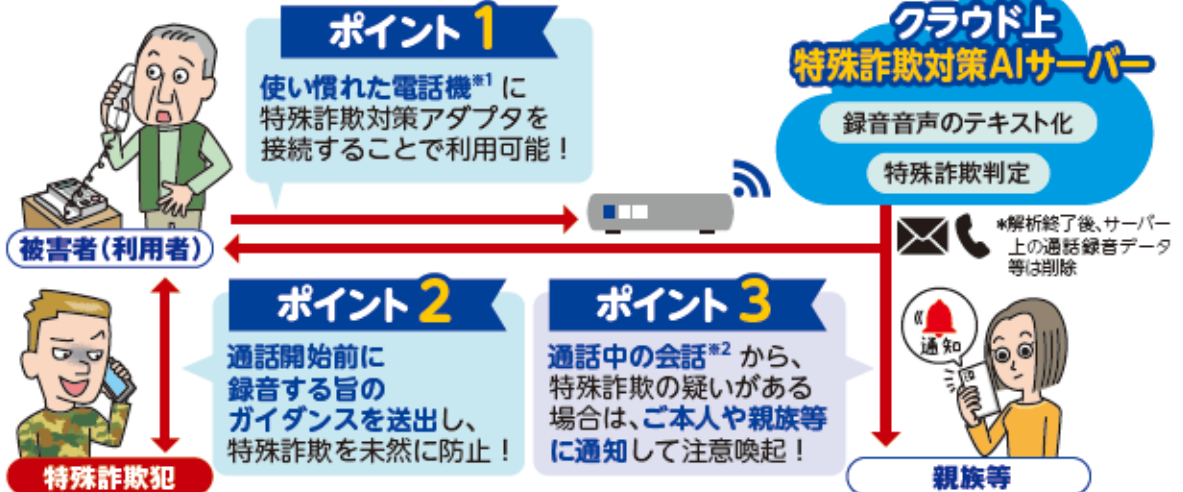 ポイント1
使い慣れた電話機※1 に
特殊詐欺対策アダプタを
接続することで利用可能！
クラウド上
特殊詐欺対策AIサーバー
録音音声のテキスト化
特殊詐欺判定
被害者（利用者）
*解析終了後、サーバー
上の通話録音データ
等は削除
ポイント2
通話開始前に
録音する旨の
ガイダンスを送出し、
特殊詐欺を未然に防止！
ポイント3
通話中の会話※2 から、
特殊詐欺の疑いがある
場合は、ご本人や親族等
に通知して注意喚起！
通知
特殊詐欺犯
親族等